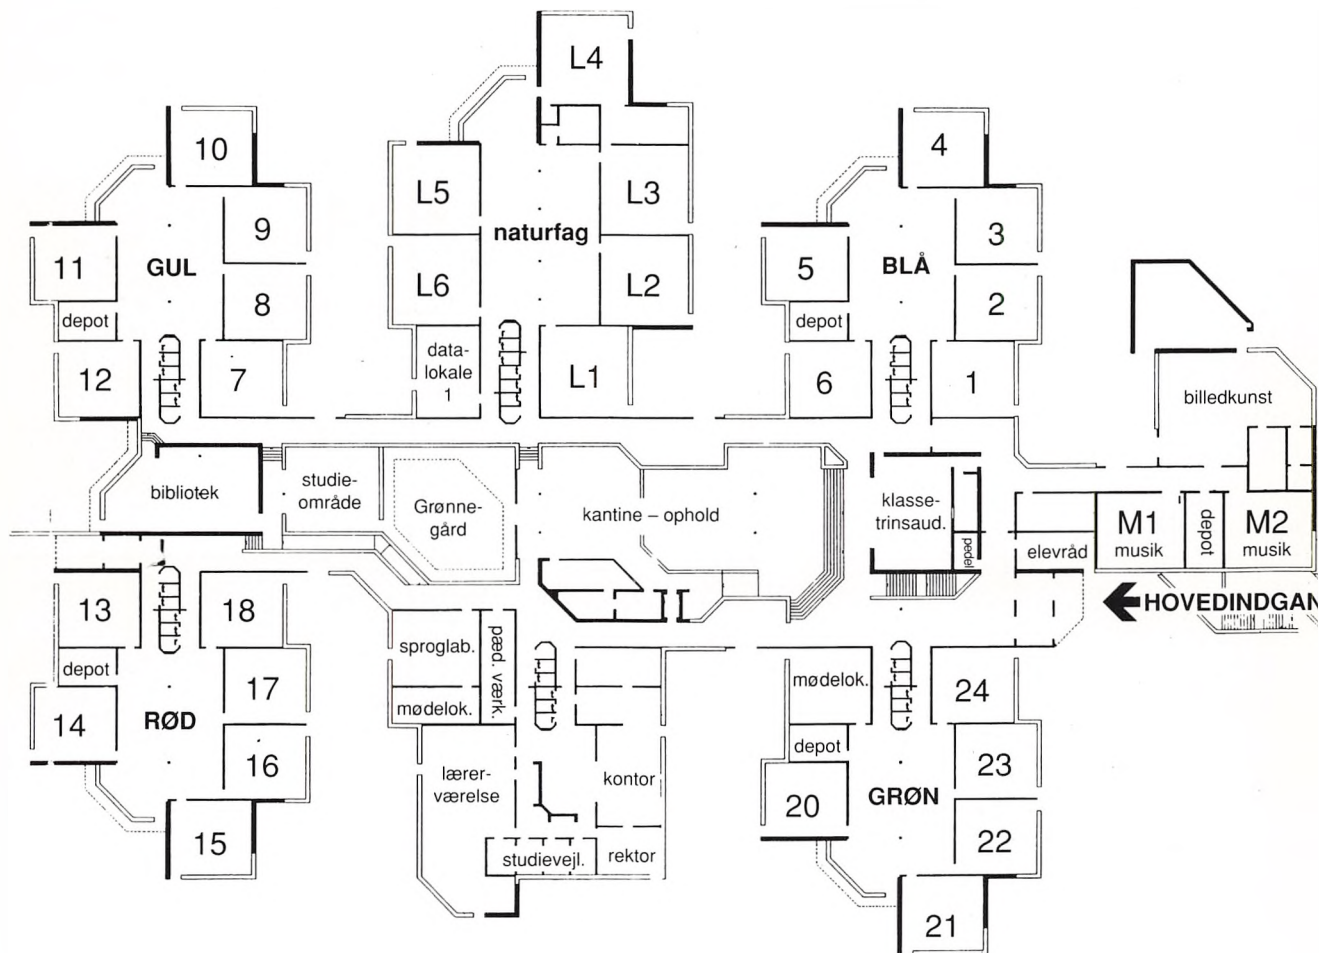 L4
10
4
L5
L3
9
3
naturfag
11
GUL
5
BLÅ
L6
L2
8
2
depot
depot
data-
lokale
1
12
7
L1
6
1
billedkunst
bibliotek
studie-
område
Grønne-
gård
kantine – ophold
klasse-
trinsaud.
pedel
elevråd
M1
musik
depot
M2
musik
HOVEDINDGAN
13
18
sproglab.
pæd. værk.
depot
17
mødelok.
mødelok.
24
14
RØD
16
lærer-
værelse
kontor
depot
23
20
GRØN
15
studievejl.
rektor
22
21